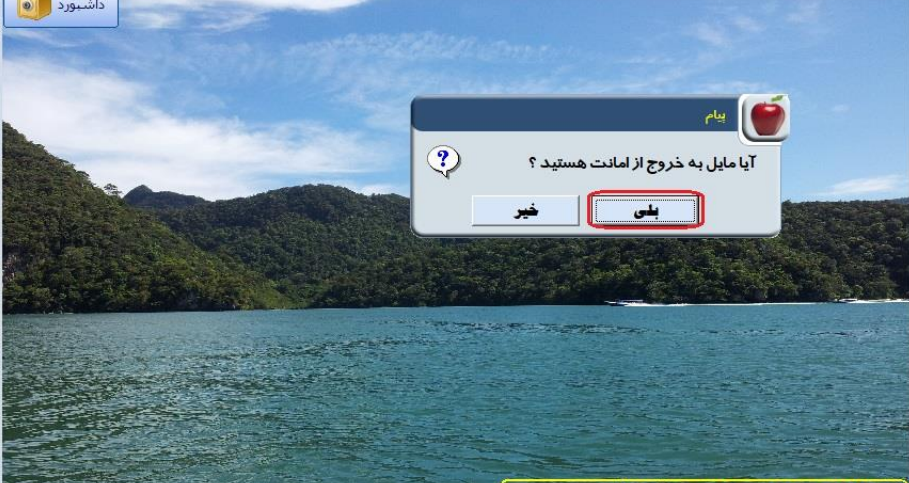 داشبورد
پیام
آیا مایل به خروج از امانت هستید ؟
بلی
خیر